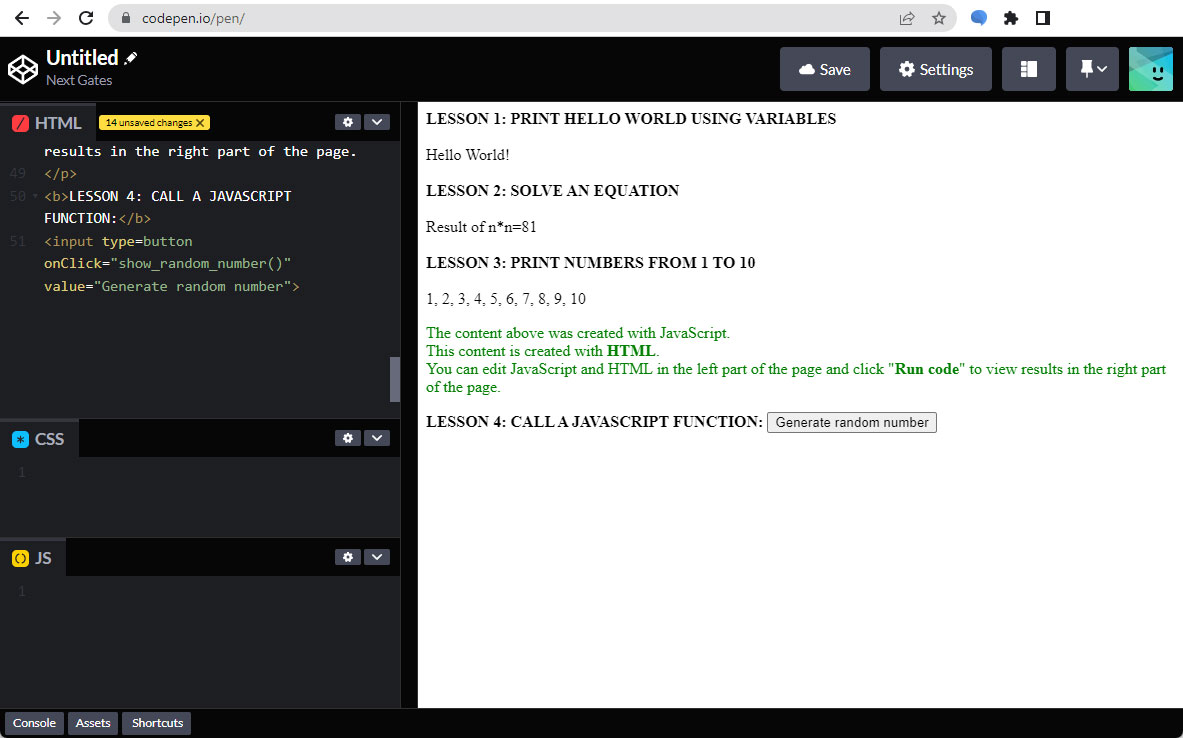 codepen.io/pen/
Untitled
Next Gates
Save
Settings
HTML
14 unsaved changes X
results in the right part of the page.
49 </p>
50 <b>LESSON 4: CALL A JAVASCRIPT
FUNCTION:</b>
51 <input type=button
onClick="show_random_number()"
value="Generate random number">
* CSS
1
() JS
1
LESSON 1: PRINT HELLO WORLD USING VARIABLES
Hello World!
LESSON 2: SOLVE AN EQUATION
Result of n*n=81
LESSON 3: PRINT NUMBERS FROM 1 TO 10
1, 2, 3, 4, 5, 6, 7, 8, 9, 10
The content above was created with JavaScript.
This content is created with HTML.
You can edit JavaScript and HTML in the left part of the page and click "Run code" to view results in the right part
of the page.
LESSON 4: CALL A JAVASCRIPT FUNCTION: Generate random number
Console Assets Shortcuts